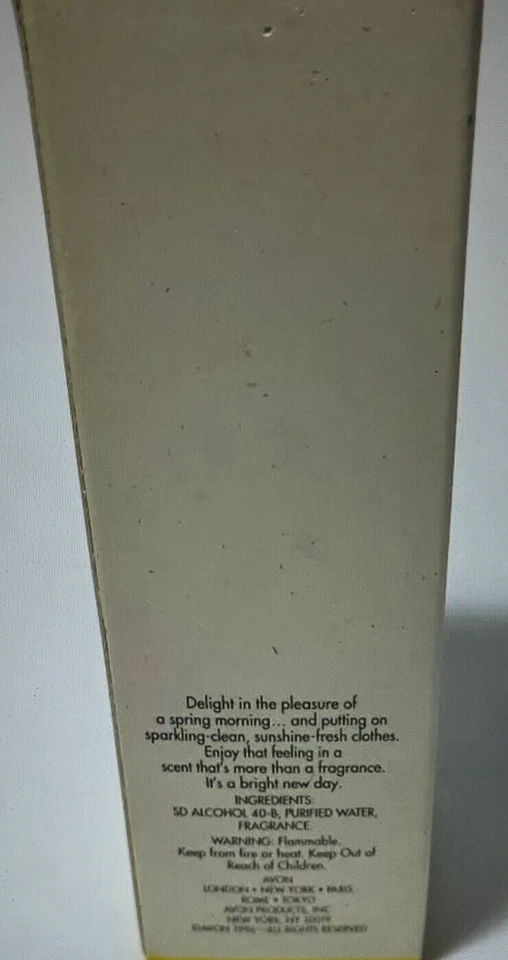 Delight in the pleasure of
a spring morning... and putting on
sparkling-clean, sunshine-fresh clothes.
Enjoy that feeling in a
scent that's more than a fragrance.
It's a bright new day.
INGREDIENTS:
SD ALCOHOL 40-B, PURIFIED WATER,
FRAGRANCE.
WARNING: Flammable.
Keep from fire or heat. Keep Out of
Reach of Children.
AVON
LONDON • NEW YORK • PARIS
ROME • TOKYO
AVON PRODUCTS, INC.
NEW YORK, NY 10019
©AVON ALL RIGHTS RESERVED